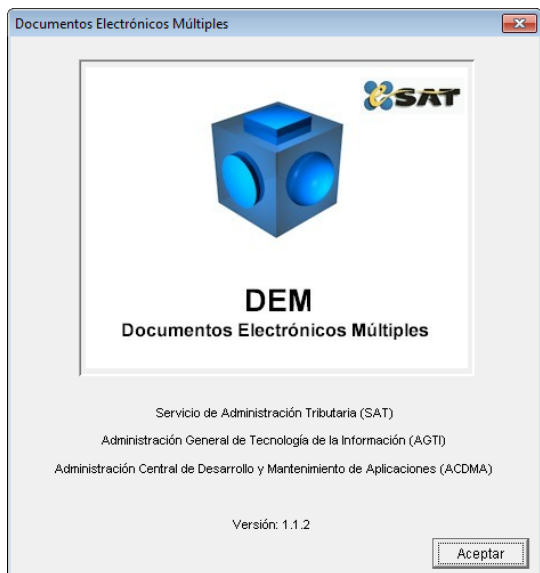 Documentos Electrónicos Múltiples
SAT
DEM
Documentos Electrónicos Múltiples
Servicio de Administración Tributaria (SAT)
Administración General de Tecnología de la Información (AGTI)
Administración Central de Desarrollo y Mantenimiento de Aplicaciones (ACDMA)
Versión: 1.1.2
Aceptar